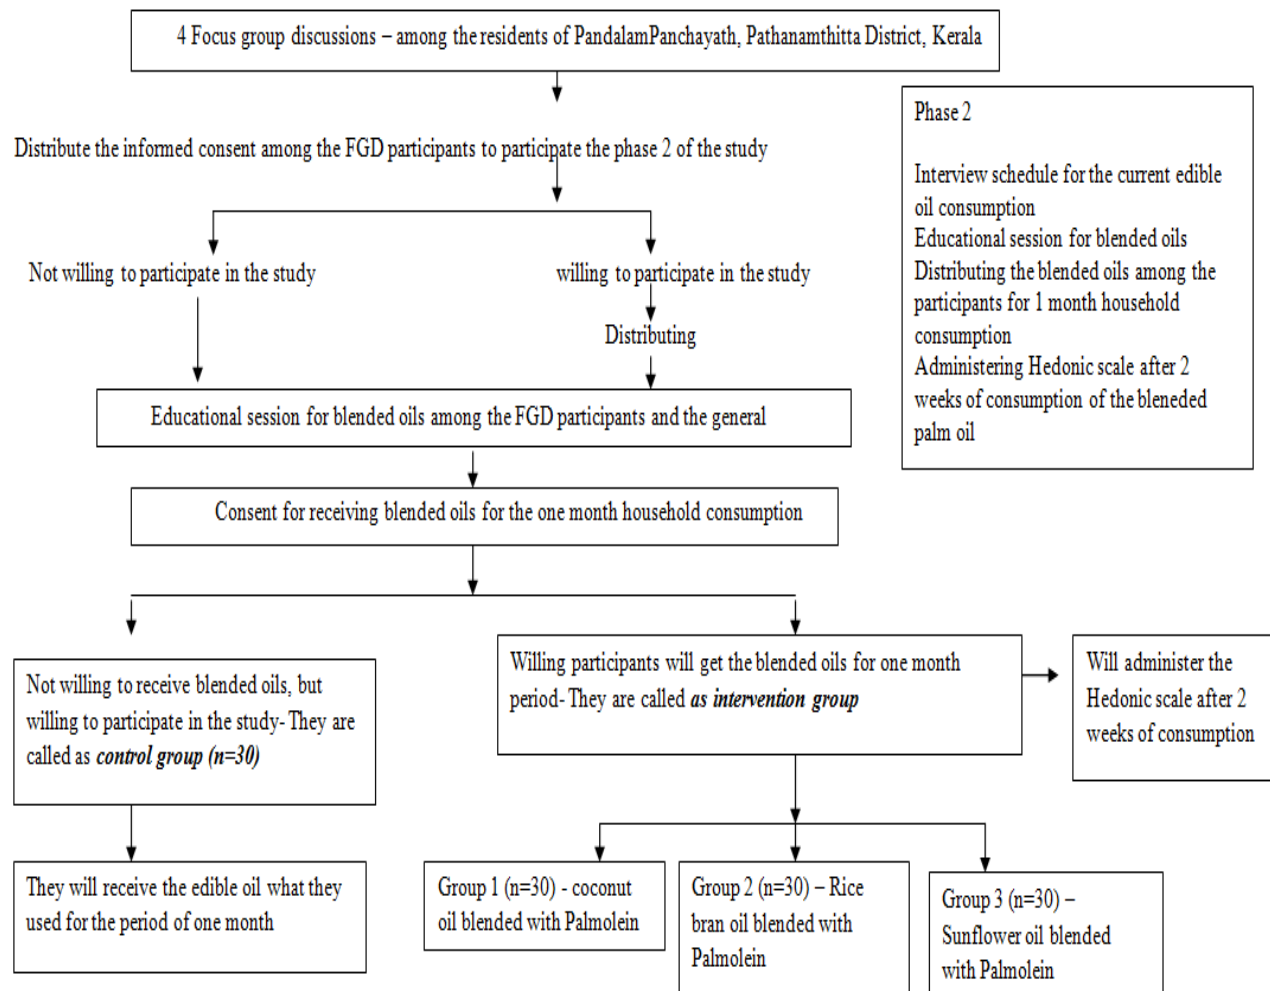 4 Focus group discussions – among the residents of PandalamPanchayath, Pathanamthitta District, Kerala
Distribute the informed consent among the FGD participants to participate the phase 2 of the study
Not willing to participate in the study
willing to participate in the study
Distributing
Educational session for blended oils among the FGD participants and the general
Consent for receiving blended oils for the one month household consumption
Phase 2
Interview schedule for the current edible
oil consumption
Educational session for blended oils
Distributing the blended oils among the
participants for 1 month household
consumption
Administering Hedonic scale after 2
weeks of consumption of the bleneded
palm oil
Not willing to receive blended oils, but
willing to participate in the study- They are
called as control group (n=30)
Willing participants will get the blended oils for one month
period- They are called as intervention group
Will administer the
Hedonic scale after 2
weeks of consumption
They will receive the edible oil what they
used for the period of one month
Group 1 (n=30) - coconut
oil blended with Palmolein
Group 2 (n=30) – Rice
bran oil blended with
Palmolein
Group 3 (n=30) –
Sunflower oil blended
with Palmolein